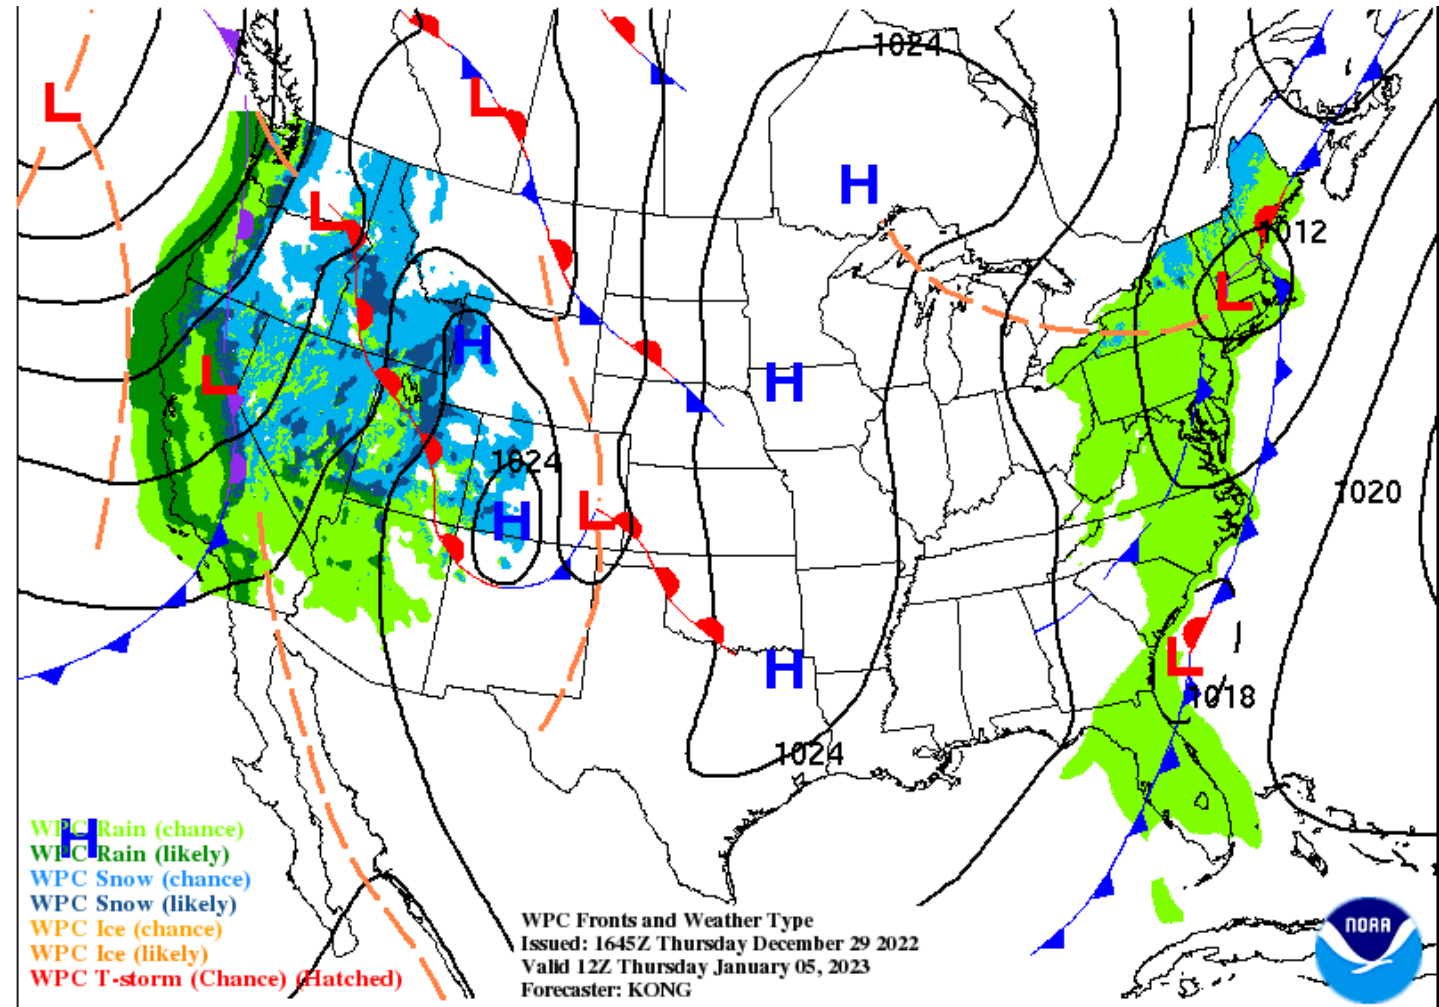 1024
L
L
H
L
1012
L
H
H
L
1024
1020
H
L
L
H
1018
1024
WPC Rain (chance)
H
WPC Rain (likely)
WPC Snow (chance)
WPC Snow (likely)
WPC Ice (chance)
WPC Ice (likely)
WPC T-storm (Chance) (Hatched)
WPC Fronts and Weather Type
Issued: 1645Z Thursday December 29 2022
Valid 12Z Thursday January 05, 2023
Forecaster: KONG
NOAA